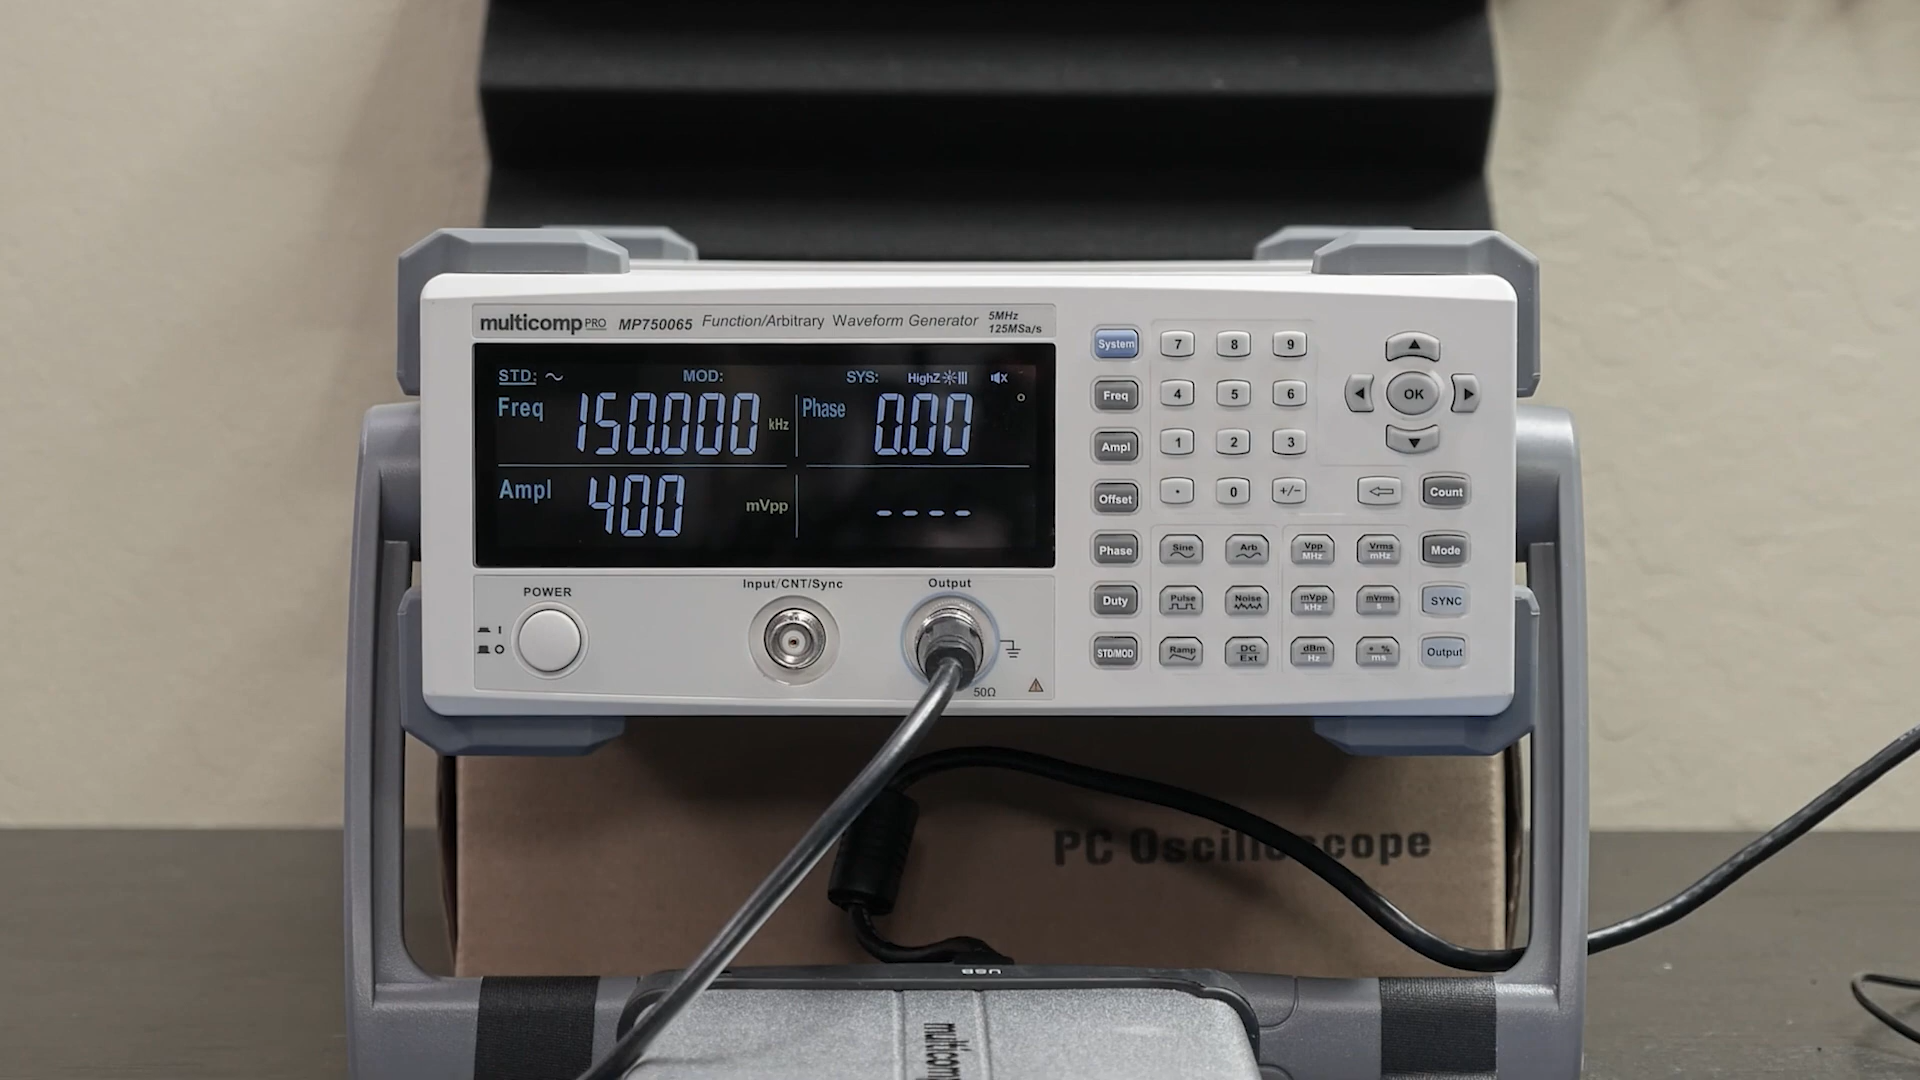 multicomp PRO MP750065 Function/Arbitrary Waveform Generator 5MHz 125MSa/s
STD: MOD: SYS: HighZ
Freq 150.000 kHz Phase 0.00 °
Ampl 400 mVpp ----
POWER
I
O
Input/CNT/Sync
Output
50Ω
System 7 8 9
Freq 4 5 6 OK
Ampl 1 2 3
Offset . 0 +/- Count
Phase Sine Arb Vpp MHz Vrms mHz Mode
Duty Pulse Noise mVpp kHz mVrms s SYNC
STD/MOD Ramp DC Ext dBm Hz ° % ms Output
PC Oscilloscope
USB
multicomp